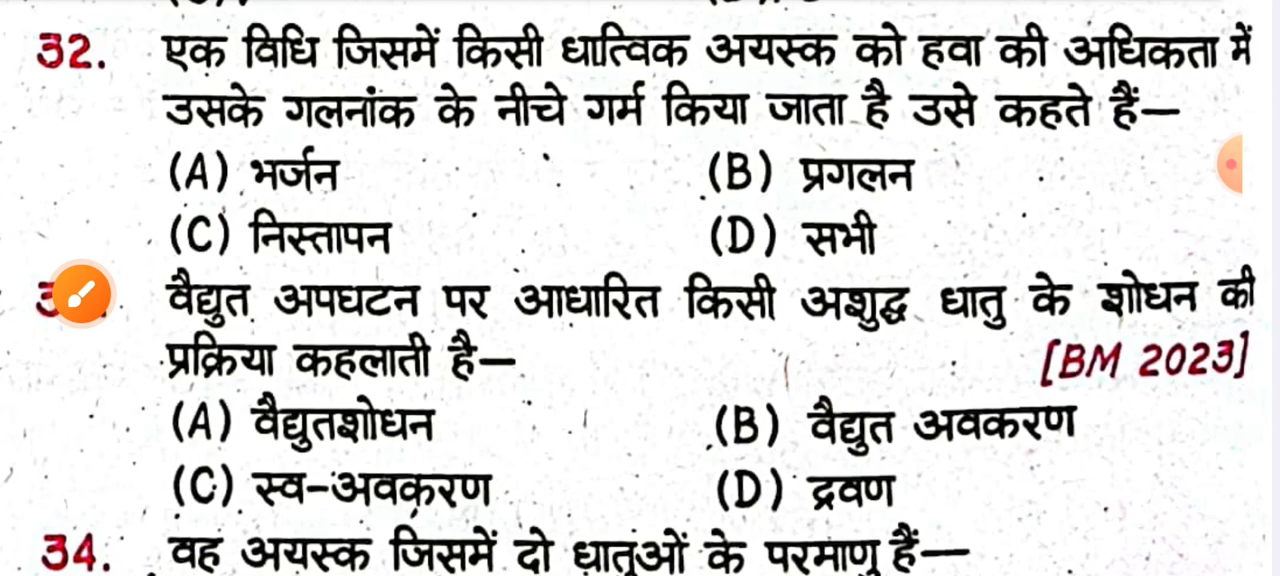 32. एक विधि जिसमें किसी धात्विक अयस्क को हवा की अधिकता में
उसके गलनांक के नीचे गर्म किया जाता है उसे कहते हैं—
(A) भर्जन (B) प्रगलन
(C) निस्तापन (D) सभी
वैद्युत अपघटन पर आधारित किसी अशुद्ध धातु के शोधन की
प्रक्रिया कहलाती है— [BM 2023]
(A) वैद्युतशोधन (B) वैद्युत अवकरण
(C) स्व-अवकरण (D) द्रवण
34. वह अयस्क जिसमें दो धातुओं के परमाणु हैं—